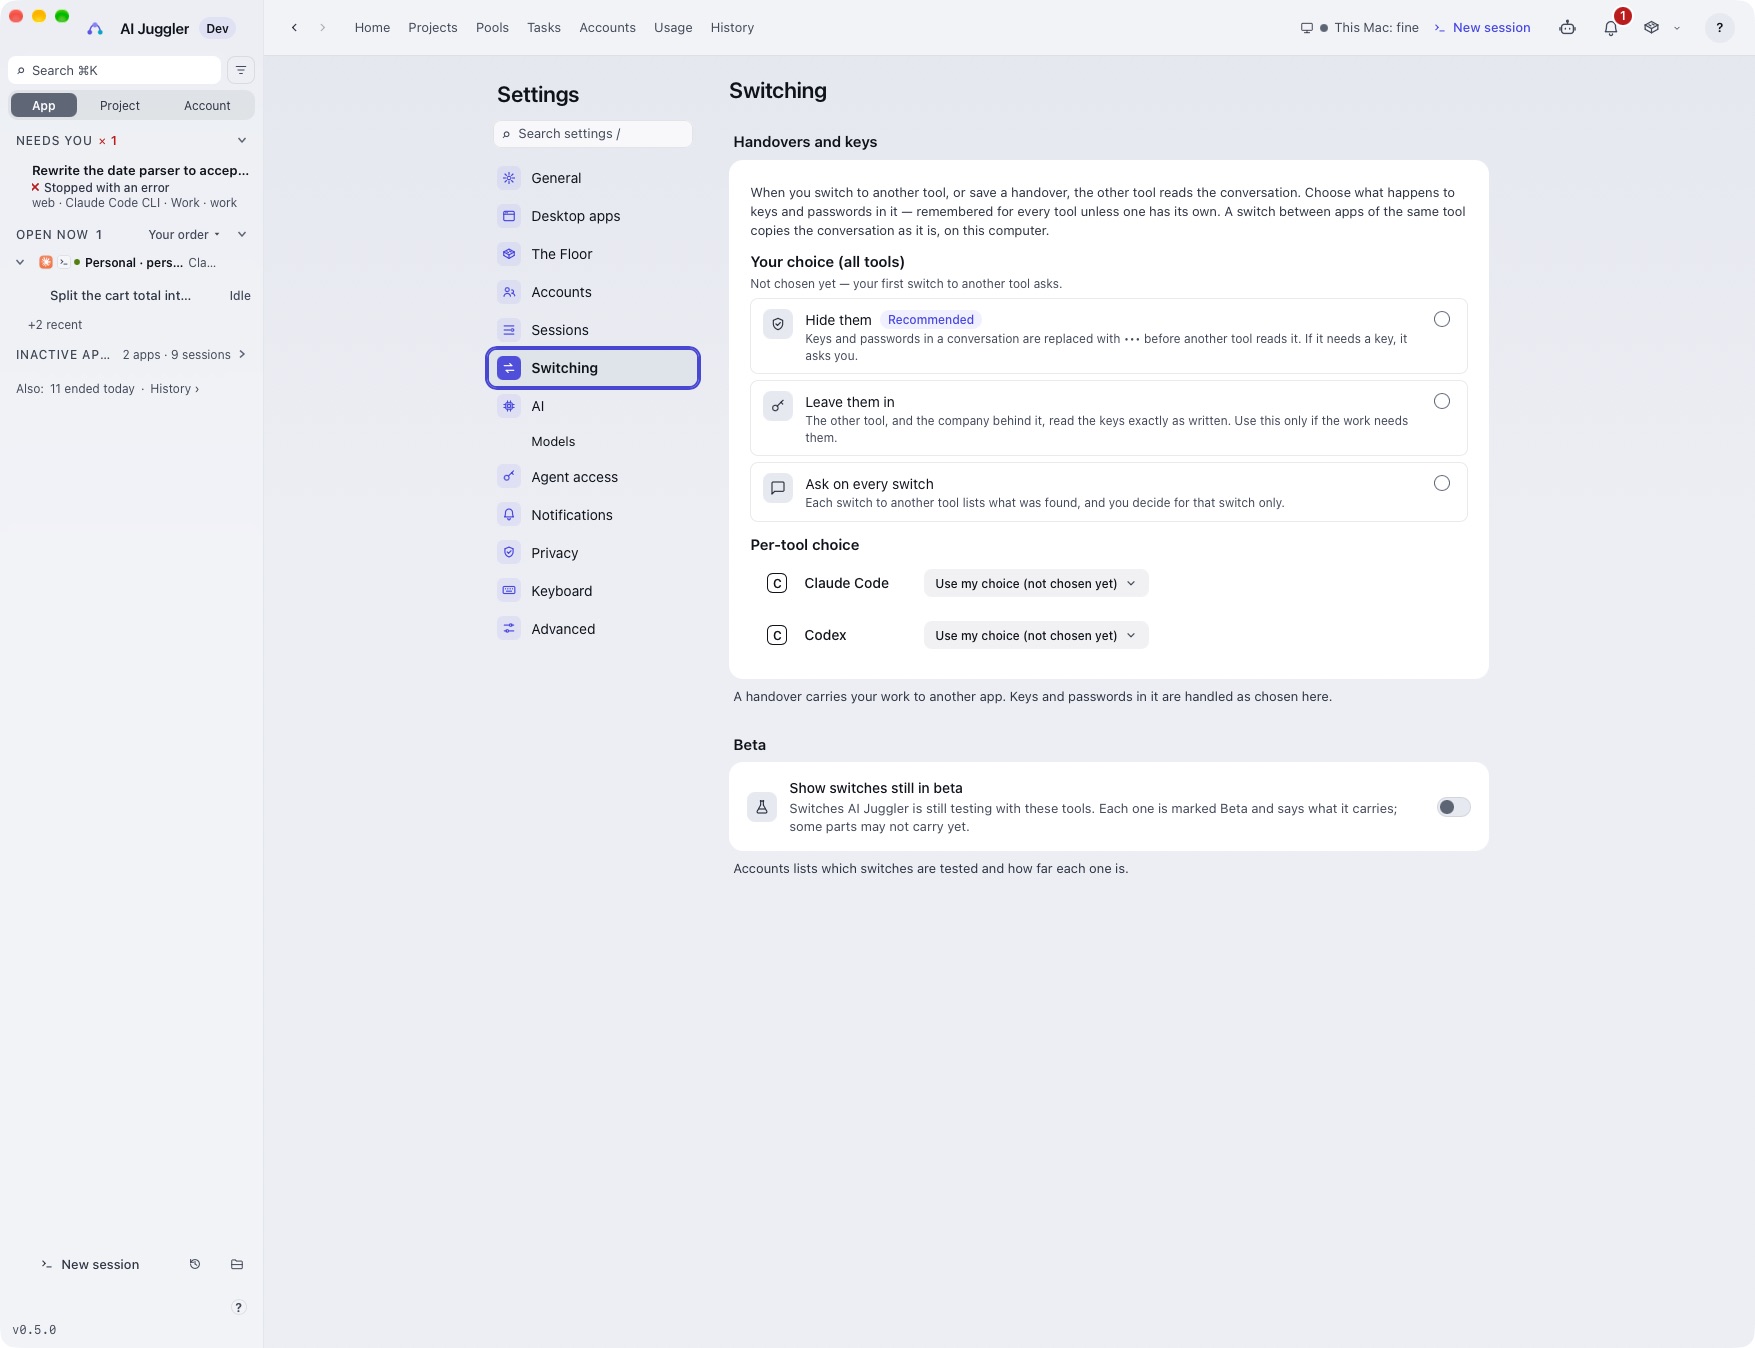 AI Juggler Dev
Search ⌘K
App Project Account
NEEDS YOU × 1
Rewrite the date parser to accep...
Stopped with an error
web · Claude Code CLI · Work · work
OPEN NOW 1 Your order
Personal · pers... Cla...
Split the cart total int... Idle
+2 recent
INACTIVE AP... 2 apps · 9 sessions
Also: 11 ended today · History ›
New session
?
v0.5.0
Home Projects Pools Tasks Accounts Usage History
This Mac: fine New session 1 ?
Settings
Search settings /
General
Desktop apps
The Floor
Accounts
Sessions
Switching
AI
Models
Agent access
Notifications
Privacy
Keyboard
Advanced
Switching
Handovers and keys
When you switch to another tool, or save a handover, the other tool reads the conversation. Choose what happens to
keys and passwords in it — remembered for every tool unless one has its own. A switch between apps of the same tool
copies the conversation as it is, on this computer.
Your choice (all tools)
Not chosen yet — your first switch to another tool asks.
Hide them Recommended
Keys and passwords in a conversation are replaced with ••• before another tool reads it. If it needs a key, it
asks you.
Leave them in
The other tool, and the company behind it, read the keys exactly as written. Use this only if the work needs
them.
Ask on every switch
Each switch to another tool lists what was found, and you decide for that switch only.
Per-tool choice
C Claude Code Use my choice (not chosen yet)
C Codex Use my choice (not chosen yet)
A handover carries your work to another app. Keys and passwords in it are handled as chosen here.
Beta
Show switches still in beta
Switches AI Juggler is still testing with these tools. Each one is marked Beta and says what it carries;
some parts may not carry yet.
Accounts lists which switches are tested and how far each one is.